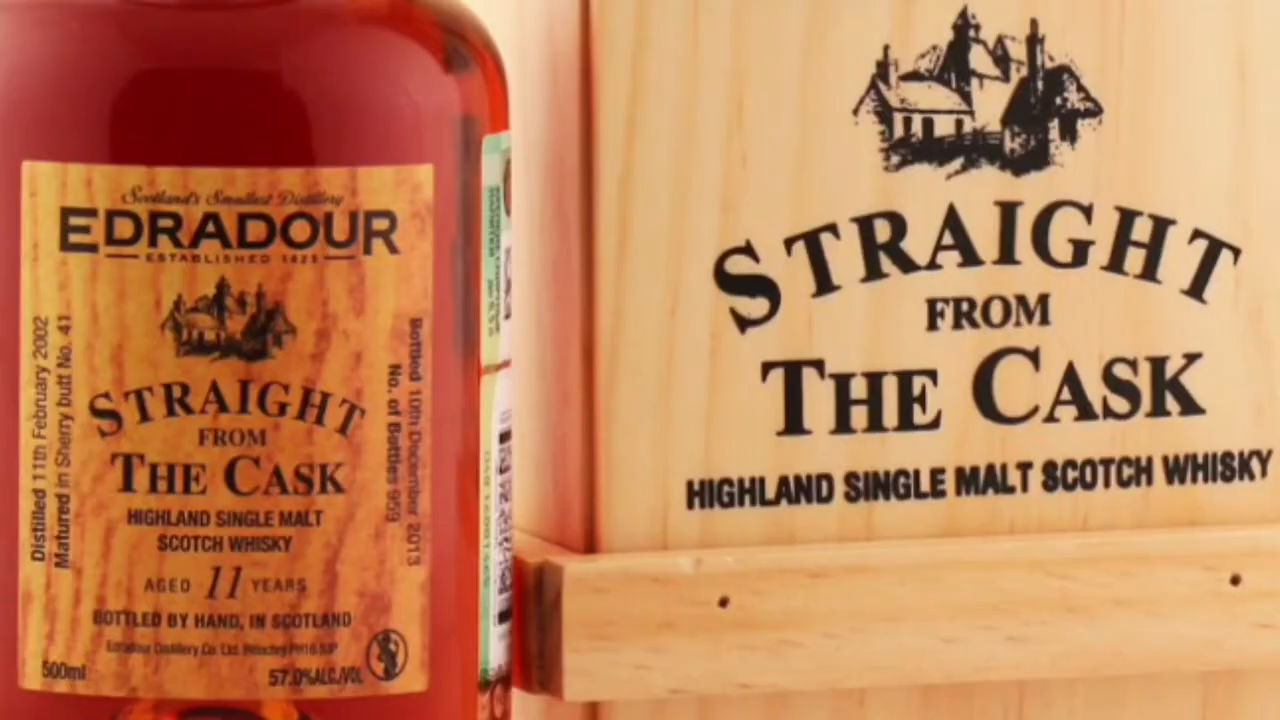 Scotland's Smallest Distillery
EDRADOUR
ESTABLISHED 1825
STRAIGHT
FROM
THE CASK
HIGHLAND SINGLE MALT
SCOTCH WHISKY
AGED 11 YEARS
BOTTLED BY HAND, IN SCOTLAND
Edradour Distillery Co. Ltd. Pitlochry PH16 5JP
500ml
57.0%ALC./VOL
Distilled 11th February 2002
Matured in Sherry butt No. 41
Bottled 10th December 2013
No. of Bottles 959
STRAIGHT
FROM
THE CASK
HIGHLAND SINGLE MALT SCOTCH WHISKY